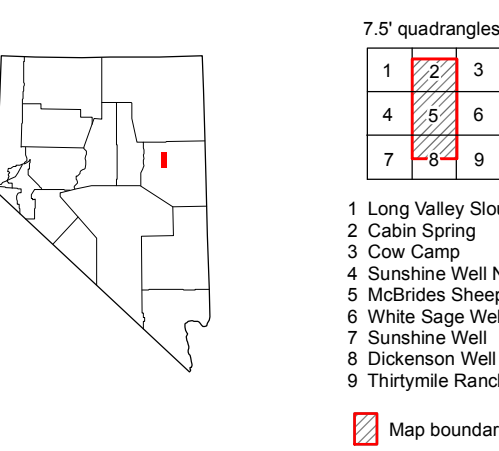 7.5' quadrangles
1 2 3
4 5 6
7 8 9
1 Long Valley
2 Cabin Spring
3 Cow Camp
4 Sunshine Well
5 McBrides
6 White Sage
7 Sunshine Well
8 Dickenson Well
9 Thirtymile
Map